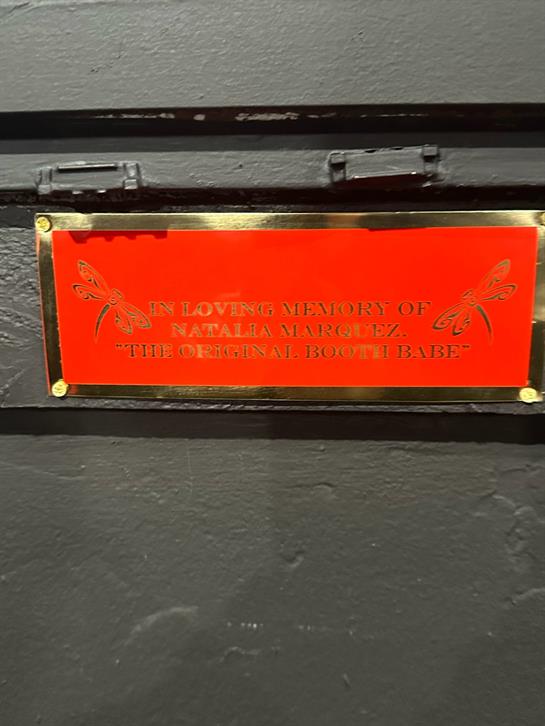 IN LOVING MEMORY OF
NATALIA MARQUEZ.
"THE ORIGINAL BOOTH BABE"